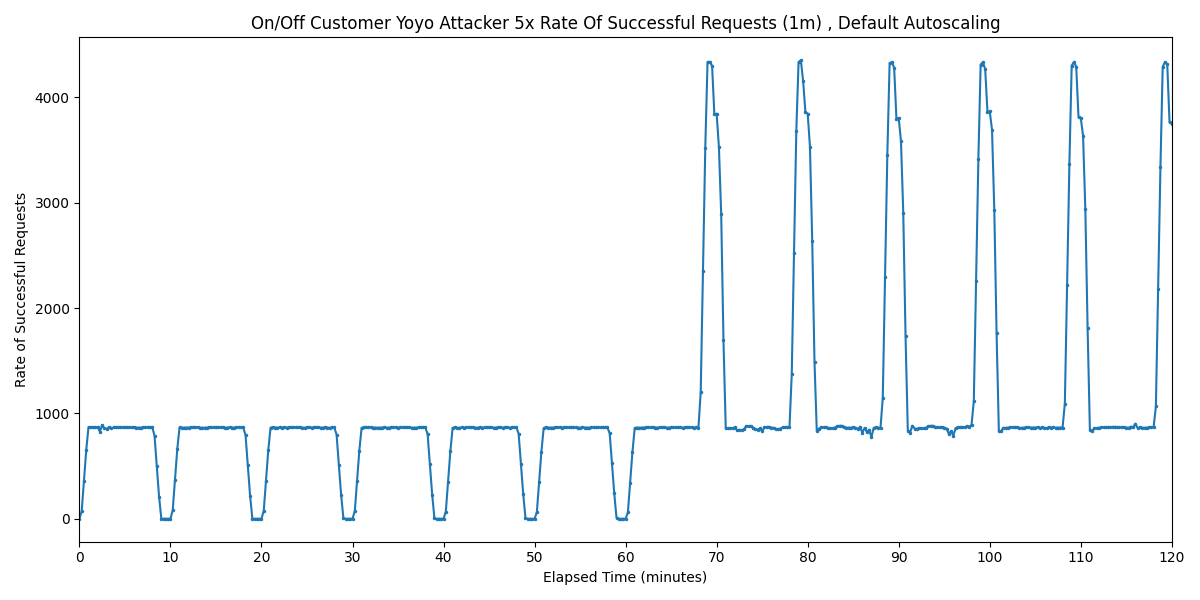 On/Off Customer Yoyo Attacker 5x Rate Of Successful Requests (1m) , Default Autoscaling
Rate of Successful Requests
4000
3000
2000
1000
0
0 10 20 30 40 50 60 70 80 90 100 110 120
Elapsed Time (minutes)